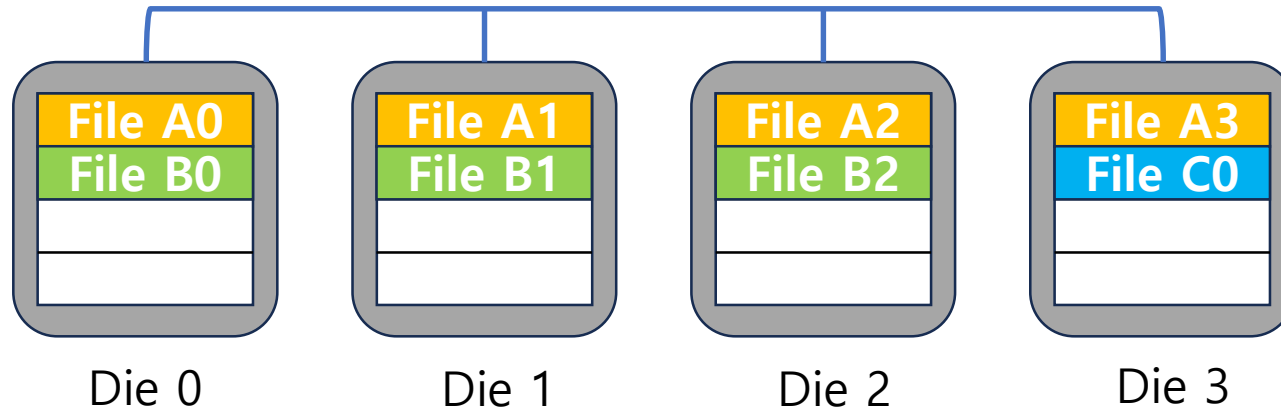 File A0 File A1 File A2 File A3
File B0 File B1 File B2 File C0
Die 0 Die 1 Die 2 Die 3